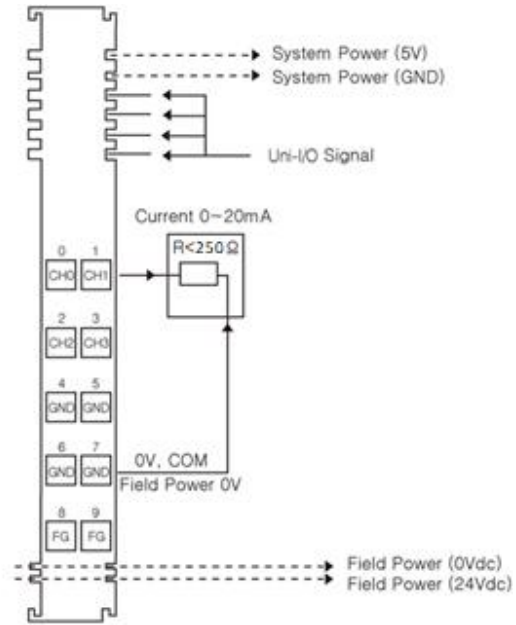 System Power (5V)
System Power (GND)
Uni-I/O Signal
Current 0~20mA
R<250Ω
0 1
CH0 CH1
2 3
CH2 CH3
4 5
GND GND
6 7
GND GND
0V, COM
Field Power 0V
8 9
FG FG
Field Power (0Vdc)
Field Power (24Vdc)